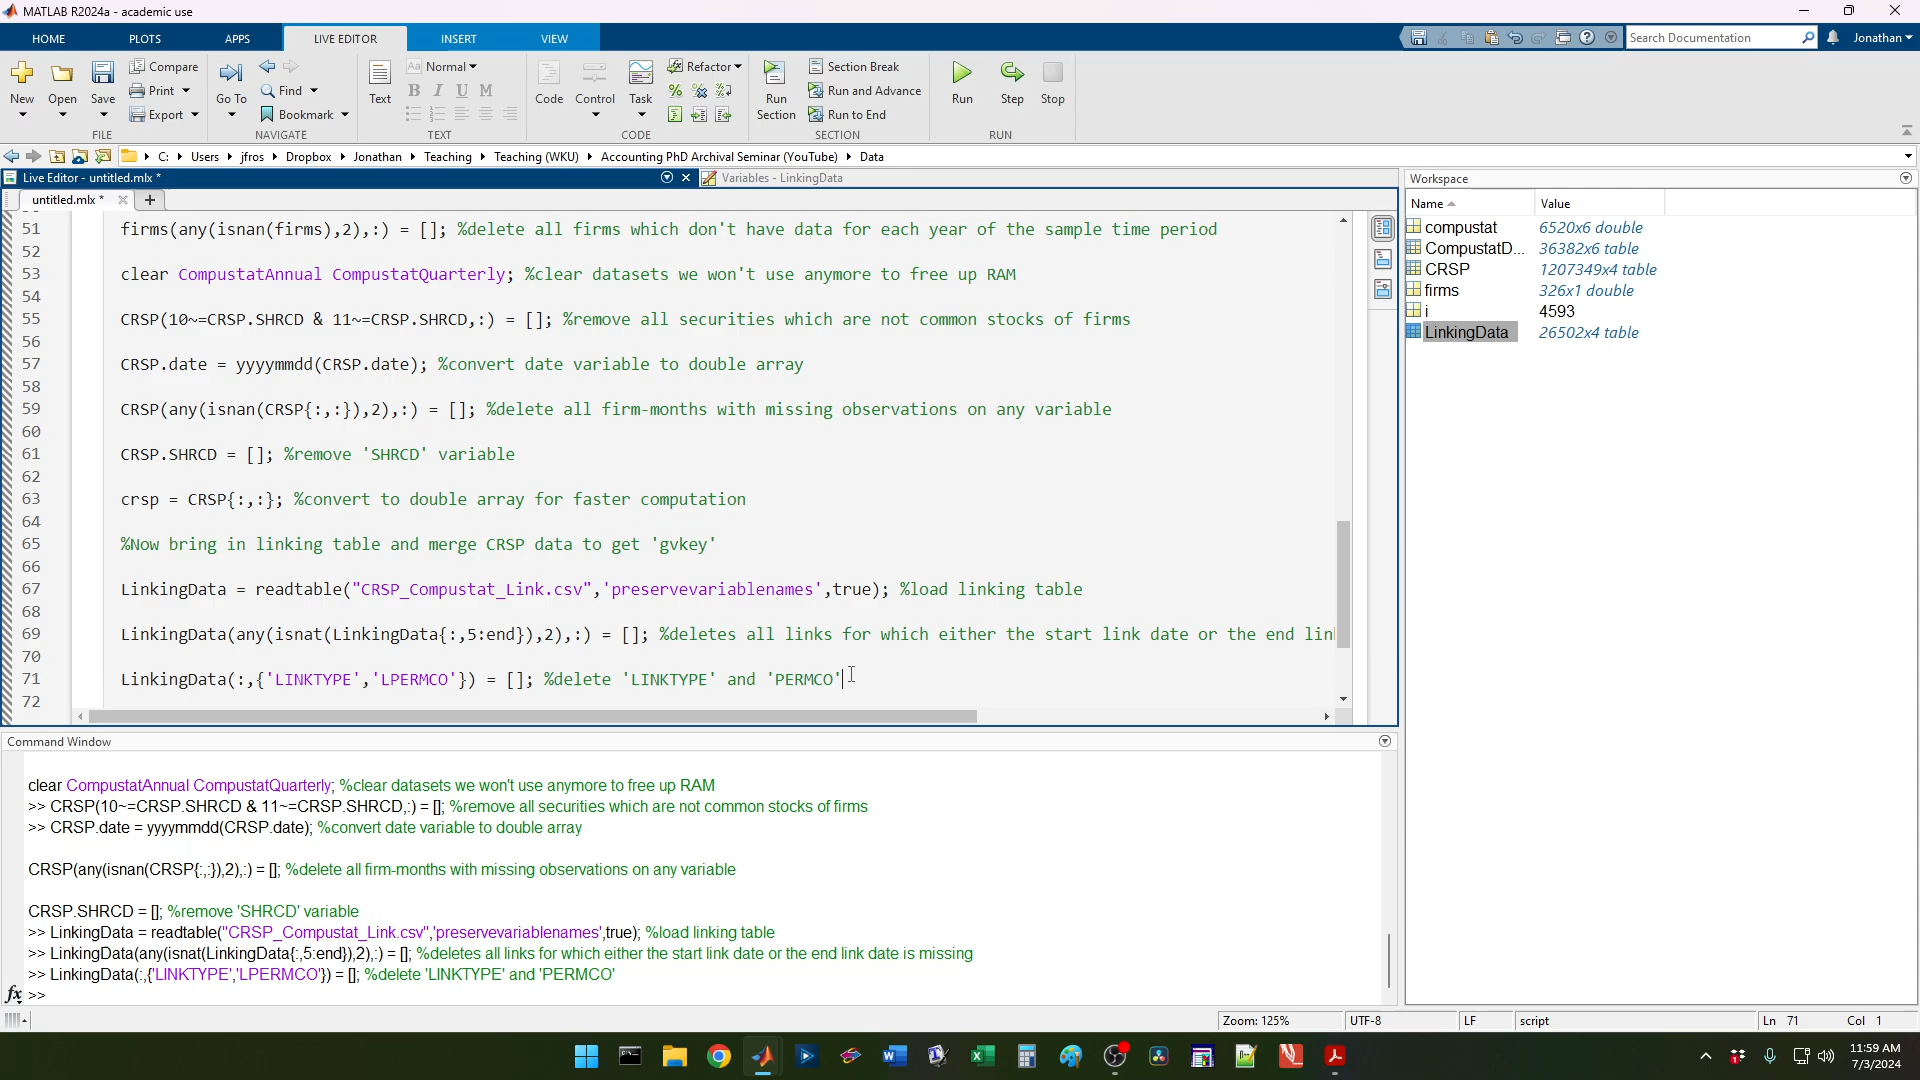 MATLAB R2024a - academic use
HOME PLOTS APPS LIVE EDITOR INSERT VIEW
Search Documentation
Jonathan
New Open Save
Compare
Print
Export
FILE
Go To
Find
Bookmark
NAVIGATE
Text
Aa Normal
B I U M
TEXT
Code Control Task
Refactor
CODE
Run Section
Section Break
Run and Advance
Run to End
SECTION
Run Step Stop
RUN
C: Users jfros Dropbox Jonathan Teaching Teaching (WKU) Accounting PhD Archival Seminar (YouTube) Data
Live Editor - untitled.mlx *
Variables - LinkingData
untitled.mlx *
51 firms(any(isnan(firms),2),:) = []; %delete all firms which don't have data for each year of the sample time period
52
53 clear CompustatAnnual CompustatQuarterly; %clear datasets we won't use anymore to free up RAM
54
55 CRSP(10~=CRSP.SHRCD & 11~=CRSP.SHRCD,:) = []; %remove all securities which are not common stocks of firms
56
57 CRSP.date = yyyymmdd(CRSP.date); %convert date variable to double array
58
59 CRSP(any(isnan(CRSP{:,:}),2),:) = []; %delete all firm-months with missing observations on any variable
60
61 CRSP.SHRCD = []; %remove 'SHRCD' variable
62
63 crsp = CRSP{:,:}; %convert to double array for faster computation
64
65 %Now bring in linking table and merge CRSP data to get 'gvkey'
66
67 LinkingData = readtable("CRSP_Compustat_Link.csv",'preservevariablenames',true); %load linking table
68
69 LinkingData(any(isnat(LinkingData{:,5:end}),2),:) = []; %deletes all links for which either the start link date or the end lin
70
71 LinkingData(:,{'LINKTYPE','LPERMCO'}) = []; %delete 'LINKTYPE' and 'PERMCO'
72
Command Window
clear CompustatAnnual CompustatQuarterly; %clear datasets we won't use anymore to free up RAM
>> CRSP(10~=CRSP.SHRCD & 11~=CRSP.SHRCD,:) = []; %remove all securities which are not common stocks of firms
>> CRSP.date = yyyymmdd(CRSP.date); %convert date variable to double array
CRSP(any(isnan(CRSP{:,:}),2),:) = []; %delete all firm-months with missing observations on any variable
CRSP.SHRCD = []; %remove 'SHRCD' variable
>> LinkingData = readtable("CRSP_Compustat_Link.csv",'preservevariablenames',true); %load linking table
>> LinkingData(any(isnat(LinkingData{:,5:end}),2),:) = []; %deletes all links for which either the start link date or the end link date is missing
>> LinkingData(:,{'LINKTYPE','LPERMCO'}) = []; %delete 'LINKTYPE' and 'PERMCO'
fx >>
Workspace
Name Value
compustat 6520x6 double
CompustatD... 36382x6 table
CRSP 1207349x4 table
firms 326x1 double
i 4593
LinkingData 26502x4 table
Zoom: 125% UTF-8 LF script Ln 71 Col 1
11:59 AM
7/3/2024